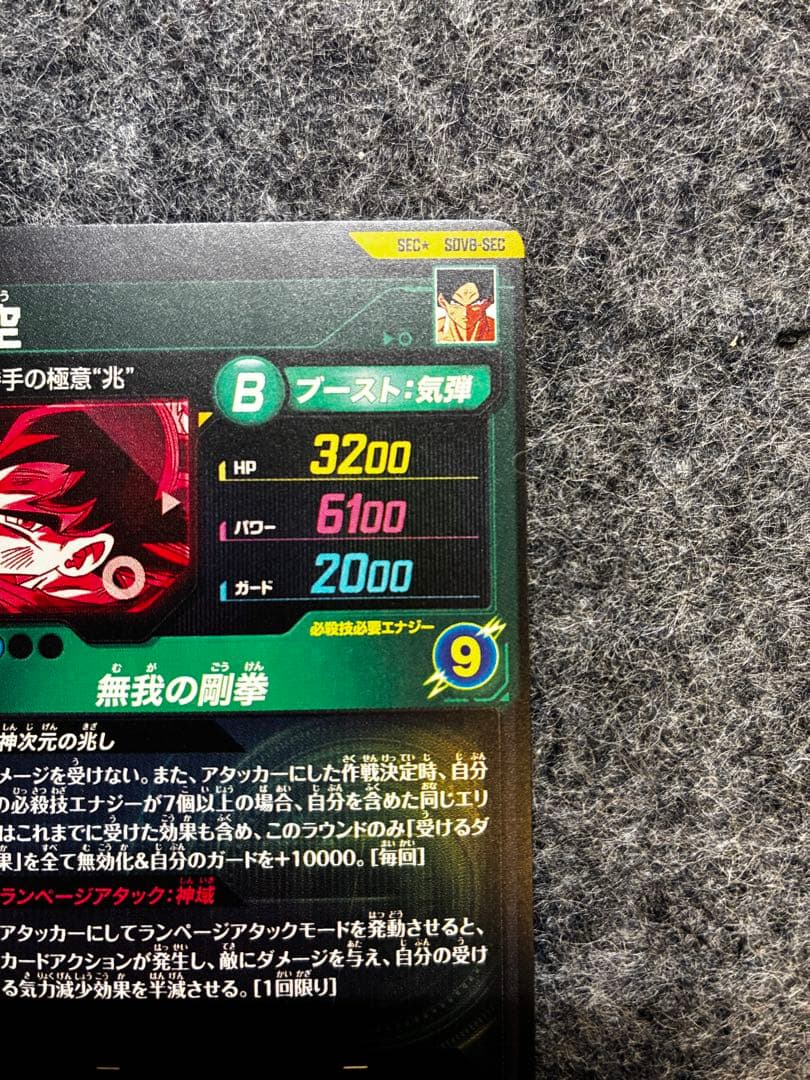 SEC★ SDVB-SEC
空
手の極意“兆”
B ブースト：気弾
HP 3200
パワー 6100
ガード 2000
必殺技必要エナジー
9
無我の剛拳
神次元の兆し
メージを受けない。また、アタッカーにした作戦決定時、自分
の必殺技エナジーが7個以上の場合、自分を含めた同じエリ
はこれまでに受けた効果も含め、このラウンドのみ「受けるダ
果」を全て無効化&自分のガードを+10000。[毎回]
ランページアタック：神域
アタッカーにしてランページアタックモードを発動させると、
カードアクションが発生し、敵にダメージを与え、自分の受け
る気力減少効果を半減させる。[1回限り]